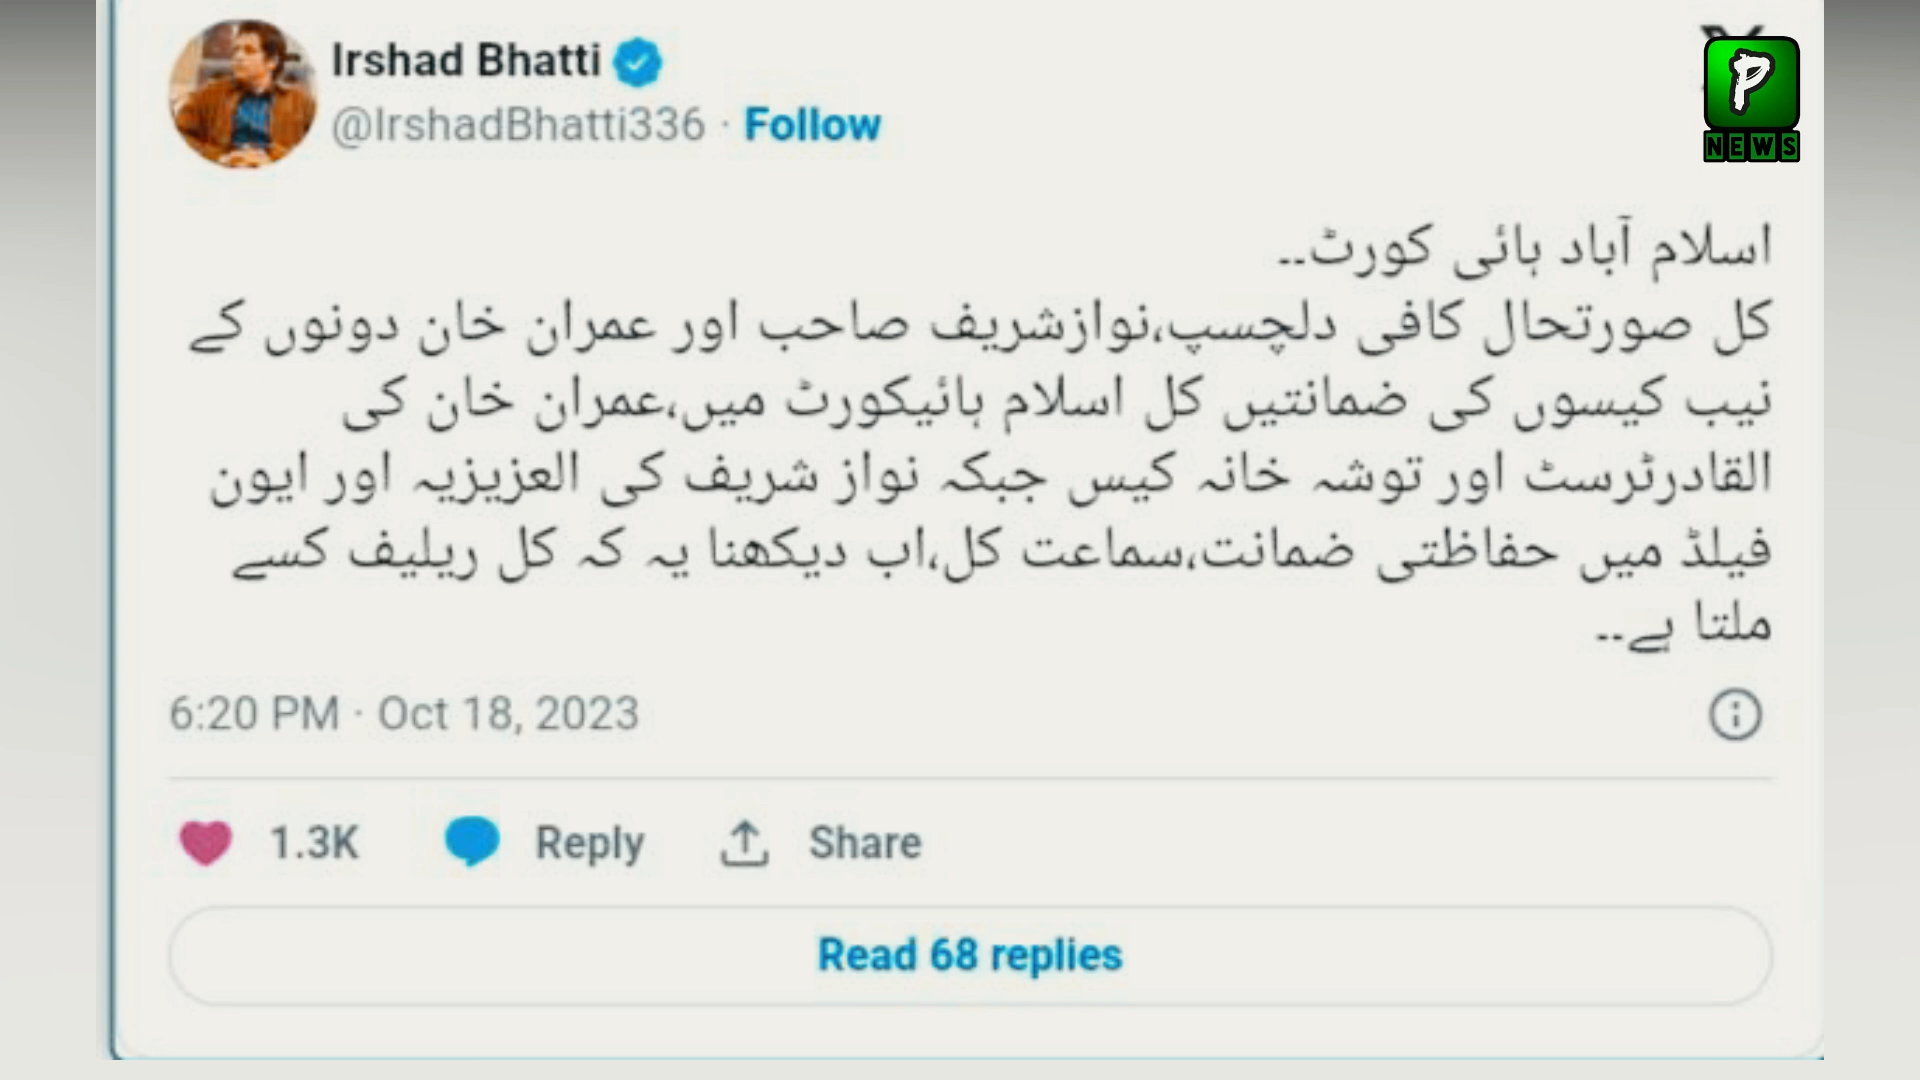 Irshad Bhatti
@IrshadBhatti336 · Follow
P
NEWS
اسلام آباد ہائی کورٹ۔۔
کل صورتحال کافی دلچسپ،نوازشریف صاحب اور عمران خان دونوں کے
نیب کیسوں کی ضمانتیں کل اسلام ہائیکورٹ میں،عمران خان کی
القادرٹرسٹ اور توشہ خانہ کیس جبکہ نواز شریف کی العزیزیہ اور ایون
فیلڈ میں حفاظتی ضمانت،سماعت کل،اب دیکھنا یہ کہ کل ریلیف کسے
ملتا ہے۔۔
6:20 PM · Oct 18, 2023
1.3K Reply Share
Read 68 replies